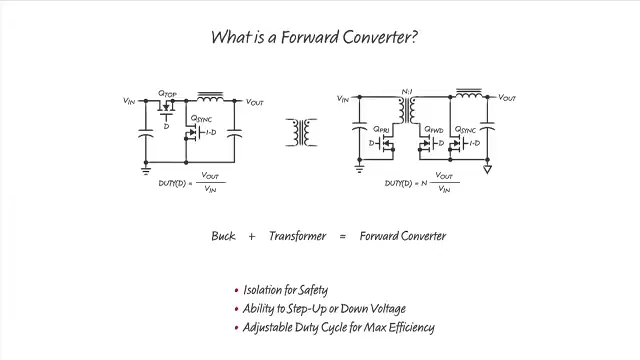 What is a Forward Converter?
QTOP
VIN
VOUT
QSYNC
D
1-D
DUTY(D) = VOUT
VIN
N:1
VIN
VOUT
QPRI
QFWD
QSYNC
D
D
1-D
DUTY(D) = N VOUT
VIN
Buck + Transformer = Forward Converter
• Isolation for Safety
• Ability to Step-Up or Down Voltage
• Adjustable Duty Cycle for Max Efficiency